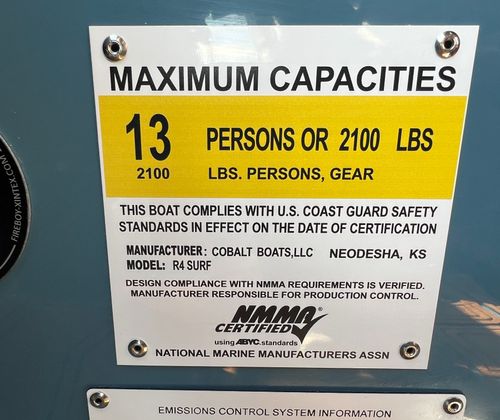 MAXIMUM CAPACITIES
13 PERSONS OR 2100 LBS
2100 LBS. PERSONS, GEAR
THIS BOAT COMPLIES WITH U.S. COAST GUARD SAFETY
STANDARDS IN EFFECT ON THE DATE OF CERTIFICATION
MANUFACTURER: COBALT BOATS,LLC NEODESHA, KS
MODEL: R4 SURF
DESIGN COMPLIANCE WITH NMMA REQUIREMENTS IS VERIFIED.
MANUFACTURER RESPONSIBLE FOR PRODUCTION CONTROL.
NMMA
CERTIFIED
using ABYC.standards
NATIONAL MARINE MANUFACTURERS ASSN
EMISSIONS CONTROL SYSTEM INFORMATION
FIREBOY-XINTEX.COM